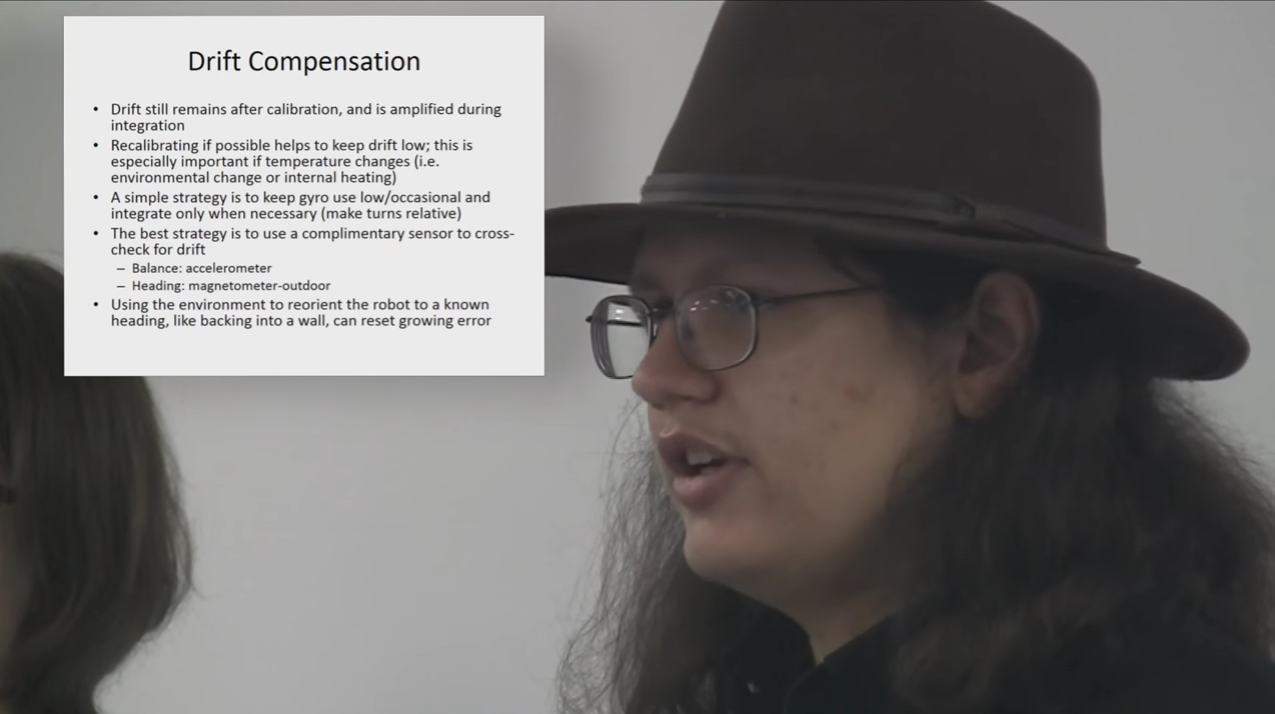 Drift Compensation
• Drift still remains after calibration, and is amplified during
integration
• Recalibrating if possible helps to keep drift low; this is
especially important if temperature changes (i.e.
environmental change or internal heating)
• A simple strategy is to keep gyro use low/occasional and
integrate only when necessary (make turns relative)
• The best strategy is to use a complimentary sensor to cross-
check for drift
– Balance: accelerometer
– Heading: magnetometer-outdoor
• Using the environment to reorient the robot to a known
heading, like backing into a wall, can reset growing error